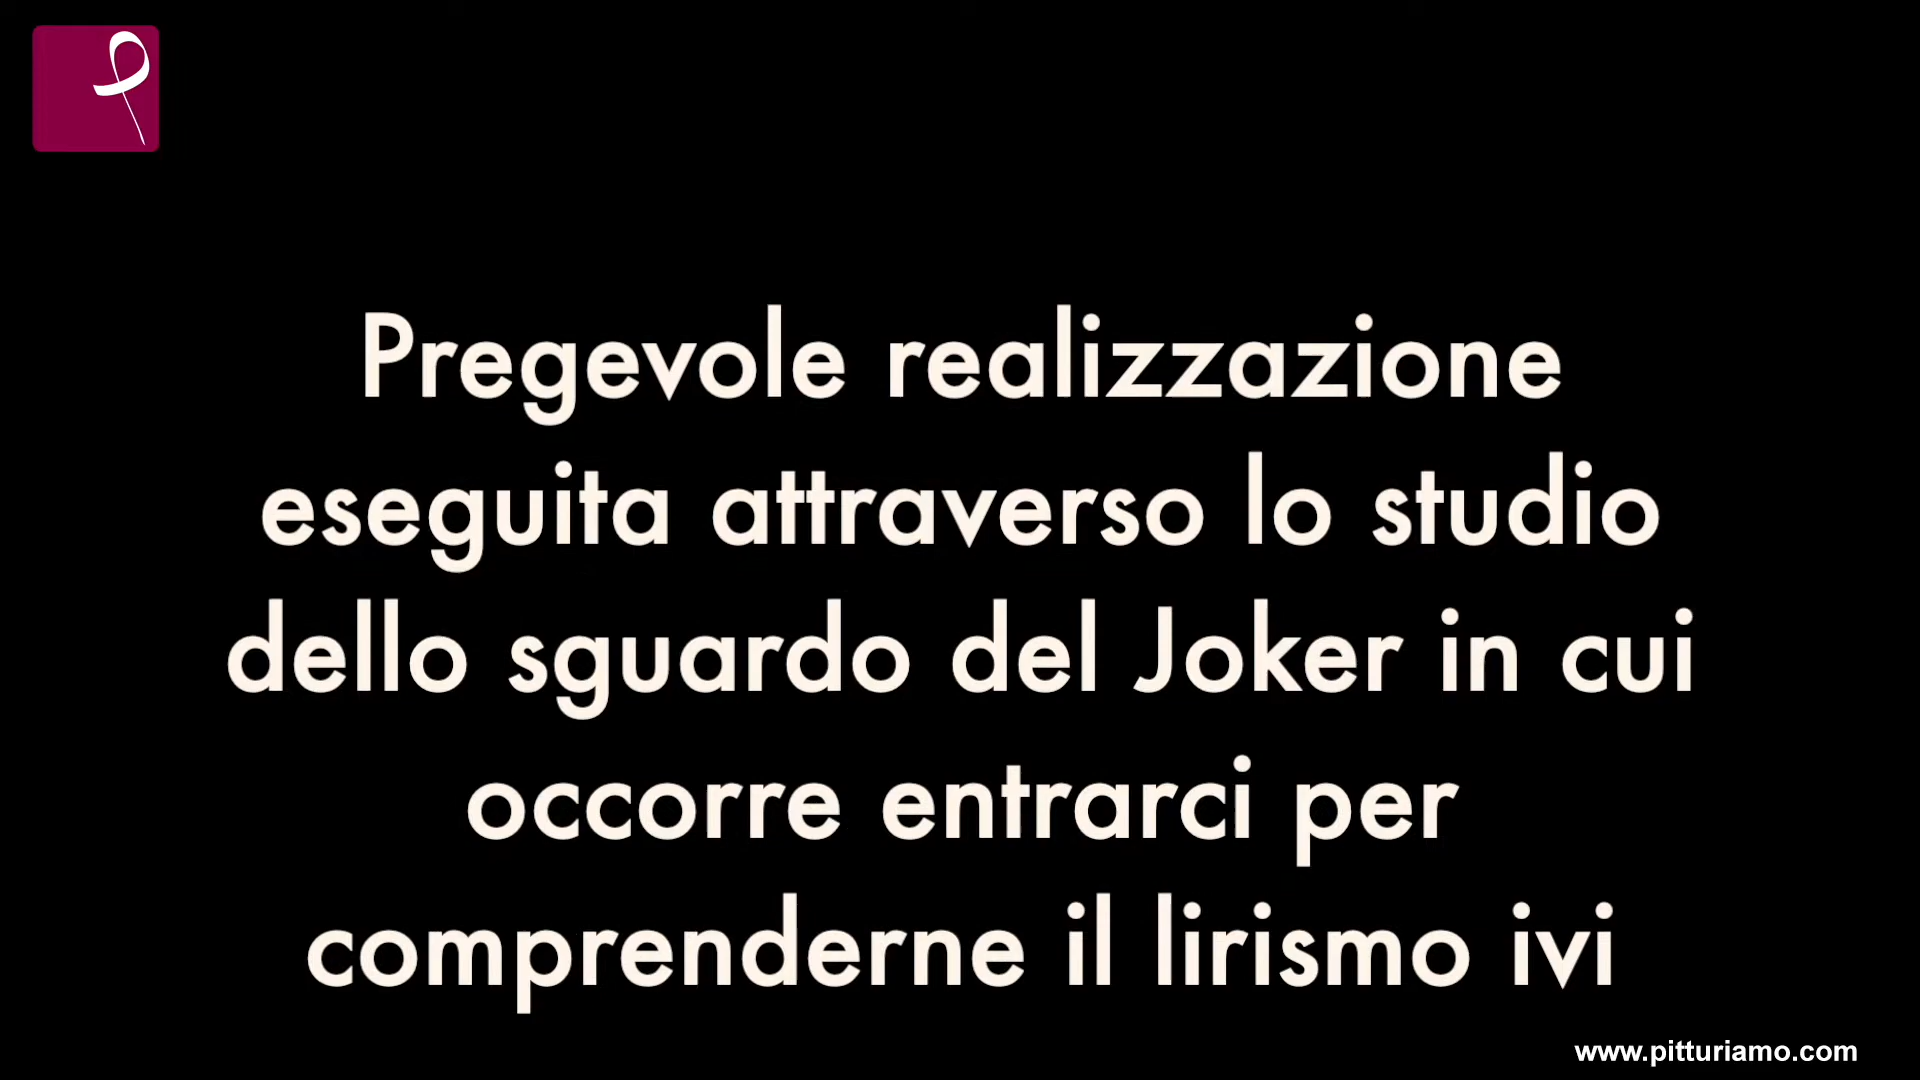 Pregevole realizzazione
eseguita attraverso lo studio
dello sguardo del Joker in cui
occorre entrarci per
comprenderne il lirismo ivi
www.pitturiamo.com